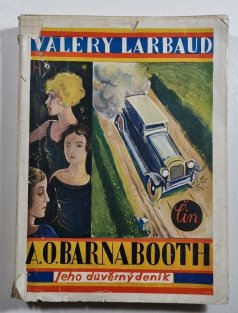 VALERY LARBAUD
Čin
A.O.BARNABOOTH
Jeho důvěrný deník